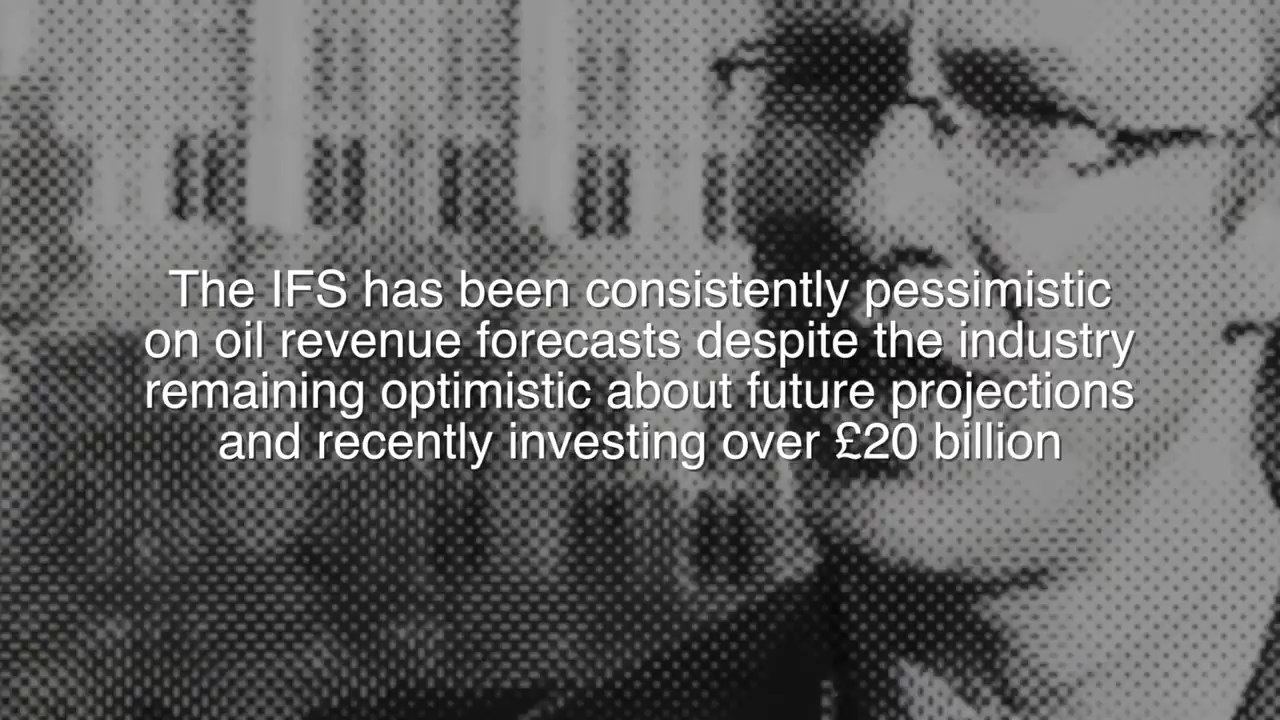 The IFS has been consistently pessimistic
on oil revenue forecasts despite the industry
remaining optimistic about future projections
and recently investing over £20 billion